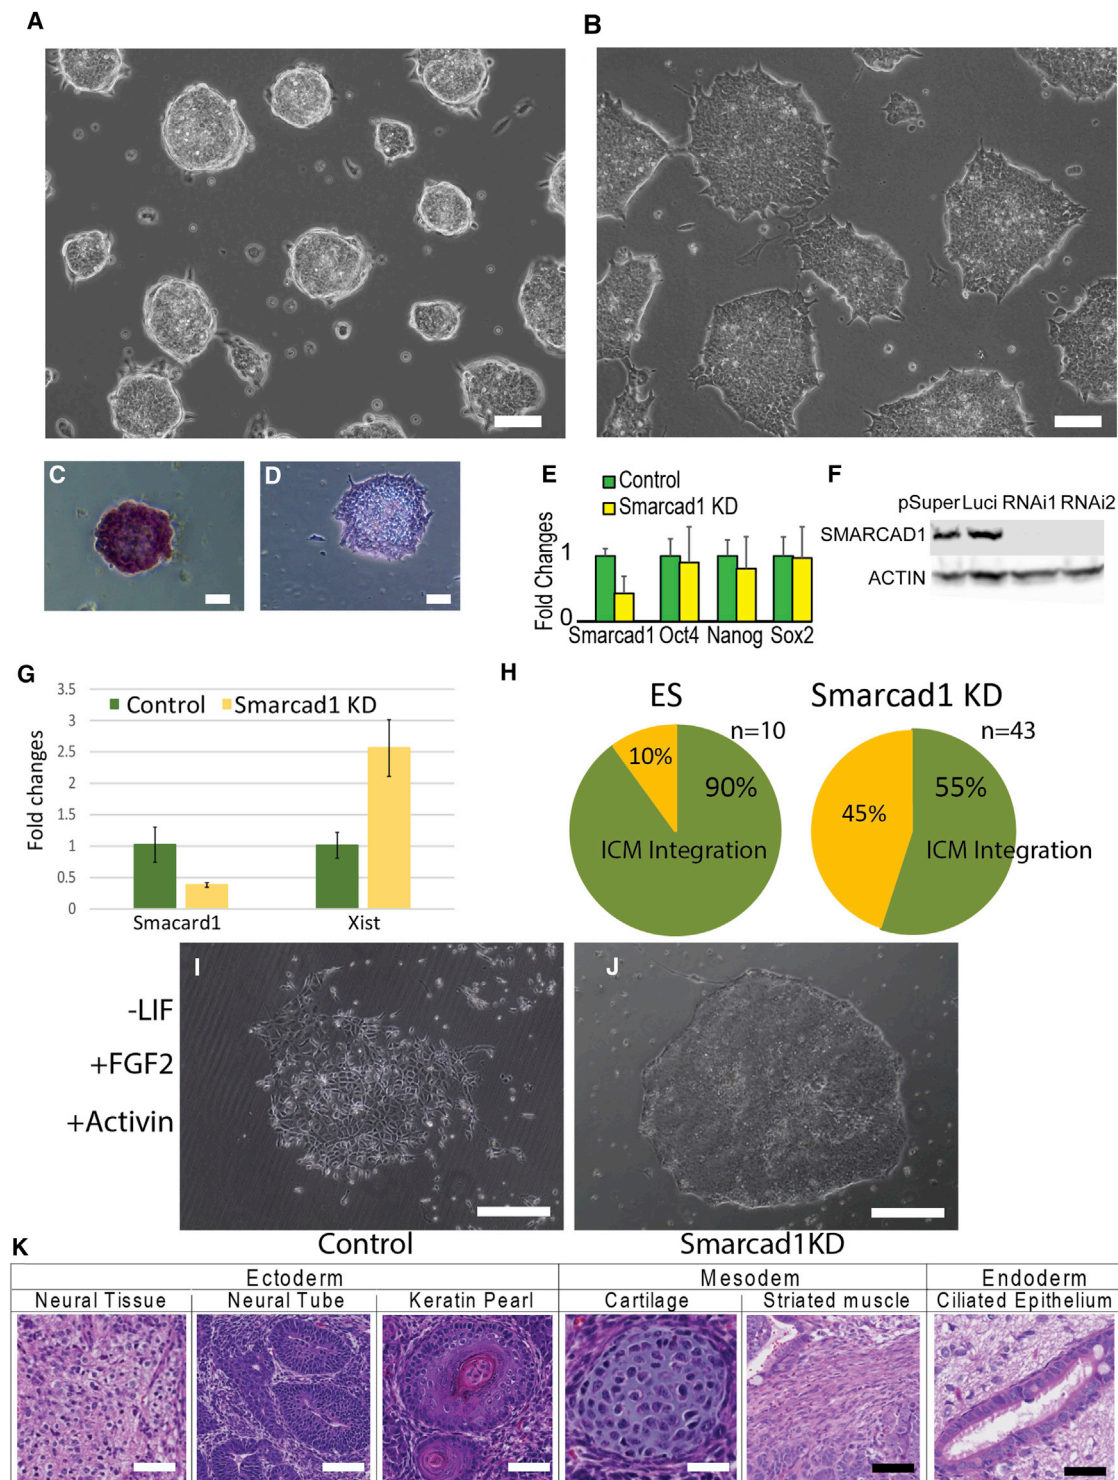 A
B
C
D
E
Control
Smarcad1 KD
Fold Changes
1
0
Smarcad1 Oct4 Nanog Sox2
F
pSuper Luci RNAi1 RNAi2
SMARCAD1
ACTIN
G
Control Smarcad1 KD
Fold changes
3.5
3
2.5
2
1.5
1
0.5
0
Smacard1 Xist
H
ES Smarcad1 KD
n=10 n=43
10% 90%
ICM Integration
45% 55%
ICM Integration
I
J
-LIF
+FGF2
+Activin
Control Smarcad1KD
K
Ectoderm Mesodem Endoderm
Neural Tissue Neural Tube Keratin Pearl Cartilage Striated muscle Ciliated Epithelium